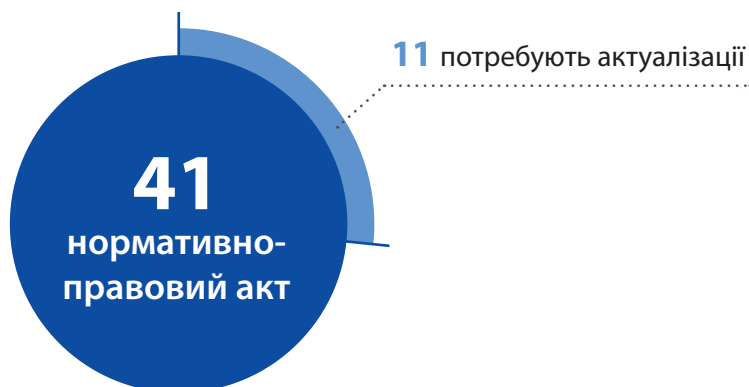 11 потребують актуалізації
41
нормативно-
правовий акт